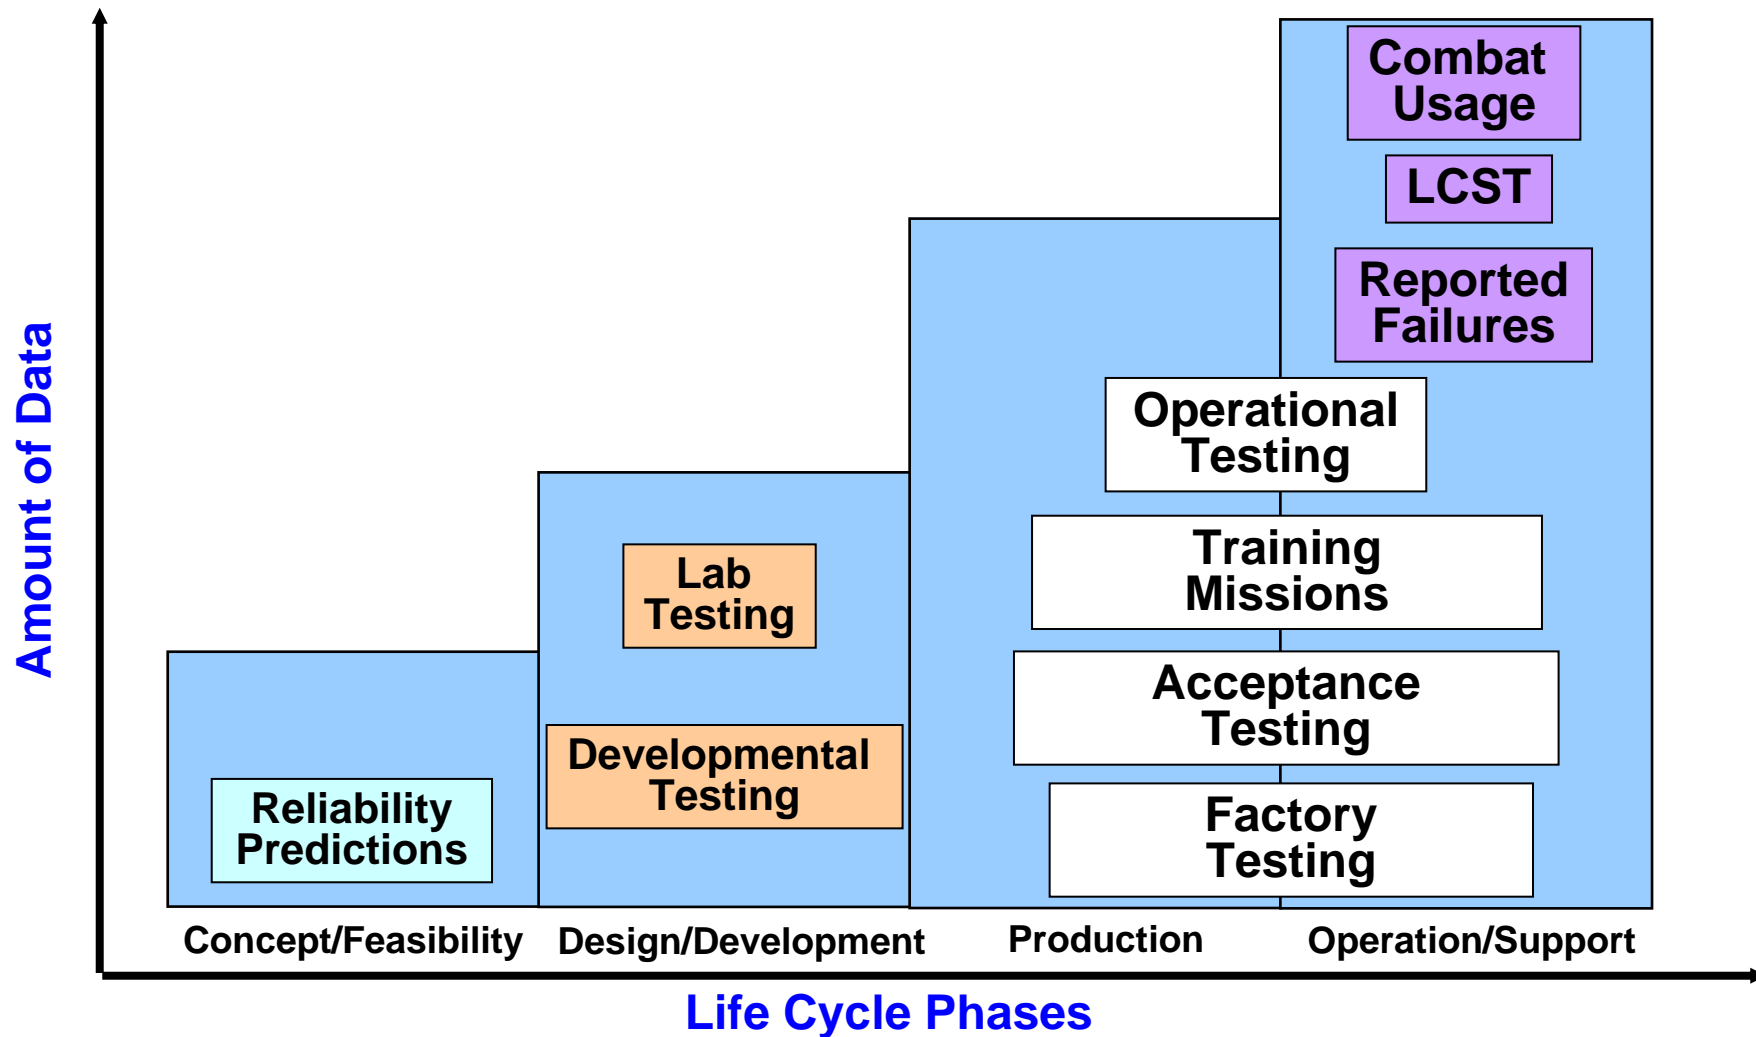 Combat
Usage
LCST
Reported
Failures
Operational
Testing
Training
Missions
Acceptance
Testing
Factory
Testing
Lab
Testing
Developmental
Testing
Reliability
Predictions
Amount of Data
Concept/Feasibility
Design/Development
Production
Operation/Support
Life Cycle Phases